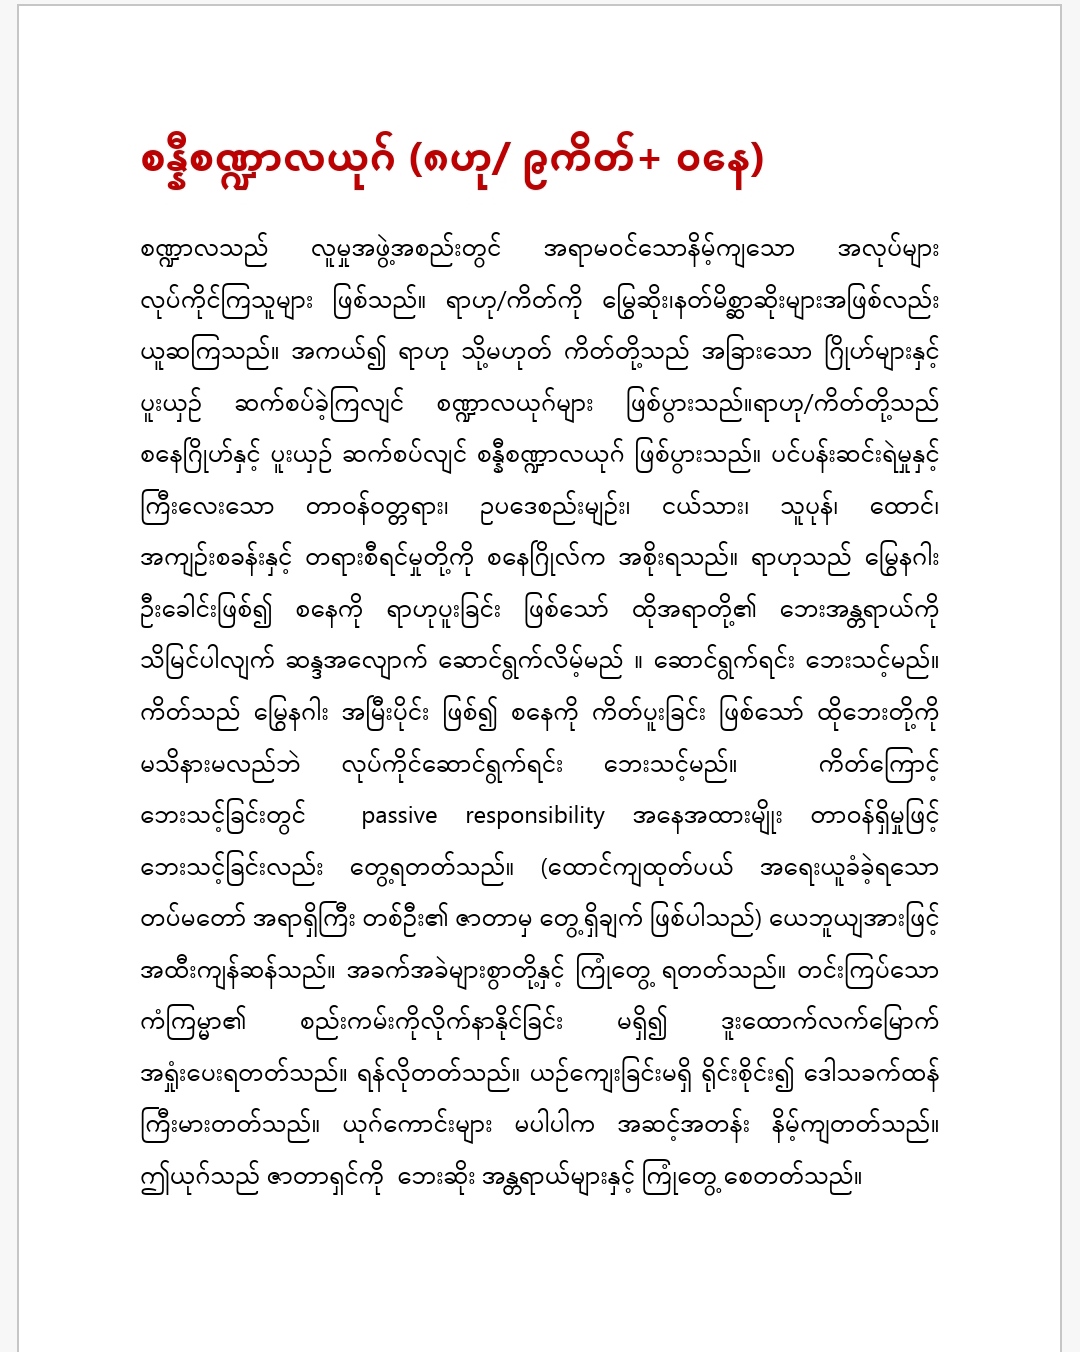 စန္နီစဏ္ဍာလယုဂ် (၈ဟု/ ၉ကိတ်+ ဝနေ)
စဏ္ဍာလသည် လူမှုအဖွဲ့အစည်းတွင် အရာမဝင်သောနိမ့်ကျသော အလုပ်များ
လုပ်ကိုင်ကြသူများ ဖြစ်သည်။ ရာဟု/ကိတ်ကို မြွေဆိုး၊နတ်မိစ္ဆာဆိုးများအဖြစ်လည်း
ယူဆကြသည်။ အကယ်၍ ရာဟု သို့မဟုတ် ကိတ်တို့သည် အခြားသော ဂြိုဟ်များနှင့်
ပူးယှဉ် ဆက်စပ်ခဲ့ကြလျင် စဏ္ဍာလယုဂ်များ ဖြစ်ပွားသည်။ရာဟု/ကိတ်တို့သည်
စနေဂြိုဟ်နှင့် ပူးယှဉ် ဆက်စပ်လျင် စန္နီစဏ္ဍာလယုဂ် ဖြစ်ပွားသည်။ ပင်ပန်းဆင်းရဲမှုနှင့်
ကြီးလေးသော တာဝန်ဝတ္တရား၊ ဥပဒေစည်းမျဉ်း၊ ငယ်သား၊ သူပုန်၊ ထောင်၊
အကျဉ်းစခန်းနှင့် တရားစီရင်မှုတို့ကို စနေဂြိုလ်က အစိုးရသည်။ ရာဟုသည် မြွေနဂါး
ဦးခေါင်းဖြစ်၍ စနေကို ရာဟုပူးခြင်း ဖြစ်သော် ထိုအရာတို့၏ ဘေးအန္တရာယ်ကို
သိမြင်ပါလျက် ဆန္ဒအလျောက် ဆောင်ရွက်လိမ့်မည် ။ ဆောင်ရွက်ရင်း ဘေးသင့်မည်။
ကိတ်သည် မြွေနဂါး အမြီးပိုင်း ဖြစ်၍ စနေကို ကိတ်ပူးခြင်း ဖြစ်သော် ထိုဘေးတို့ကို
မသိနားမလည်ဘဲ လုပ်ကိုင်ဆောင်ရွက်ရင်း ဘေးသင့်မည်။ ကိတ်ကြောင့်
ဘေးသင့်ခြင်းတွင် passive responsibility အနေအထားမျိုး တာဝန်ရှိမှုဖြင့်
ဘေးသင့်ခြင်းလည်း တွေ့ရတတ်သည်။ (ထောင်ကျထုတ်ပယ် အရေးယူခံခဲ့ရသော
တပ်မတော် အရာရှိကြီး တစ်ဦး၏ ဇာတာမှ တွေ့ရှိချက် ဖြစ်ပါသည်) ယေဘူယျအားဖြင့်
အထီးကျန်ဆန်သည်။ အခက်အခဲများစွာတို့နှင့် ကြုံတွေ့ ရတတ်သည်။ တင်းကြပ်သော
ကံကြမ္မာ၏ စည်းကမ်းကိုလိုက်နာနိုင်ခြင်း မရှိ၍ ဒူးထောက်လက်မြောက်
အရှုံးပေးရတတ်သည်။ ရန်လိုတတ်သည်။ ယဉ်ကျေးခြင်းမရှိ ရိုင်းစိုင်း၍ ဒေါသခက်ထန်
ကြီးမားတတ်သည်။ ယုဂ်ကောင်းများ မပါပါက အဆင့်အတန်း နိမ့်ကျတတ်သည်။
ဤယုဂ်သည် ဇာတာရှင်ကို ဘေးဆိုး အန္တရာယ်များနှင့် ကြုံတွေ့ စေတတ်သည်။